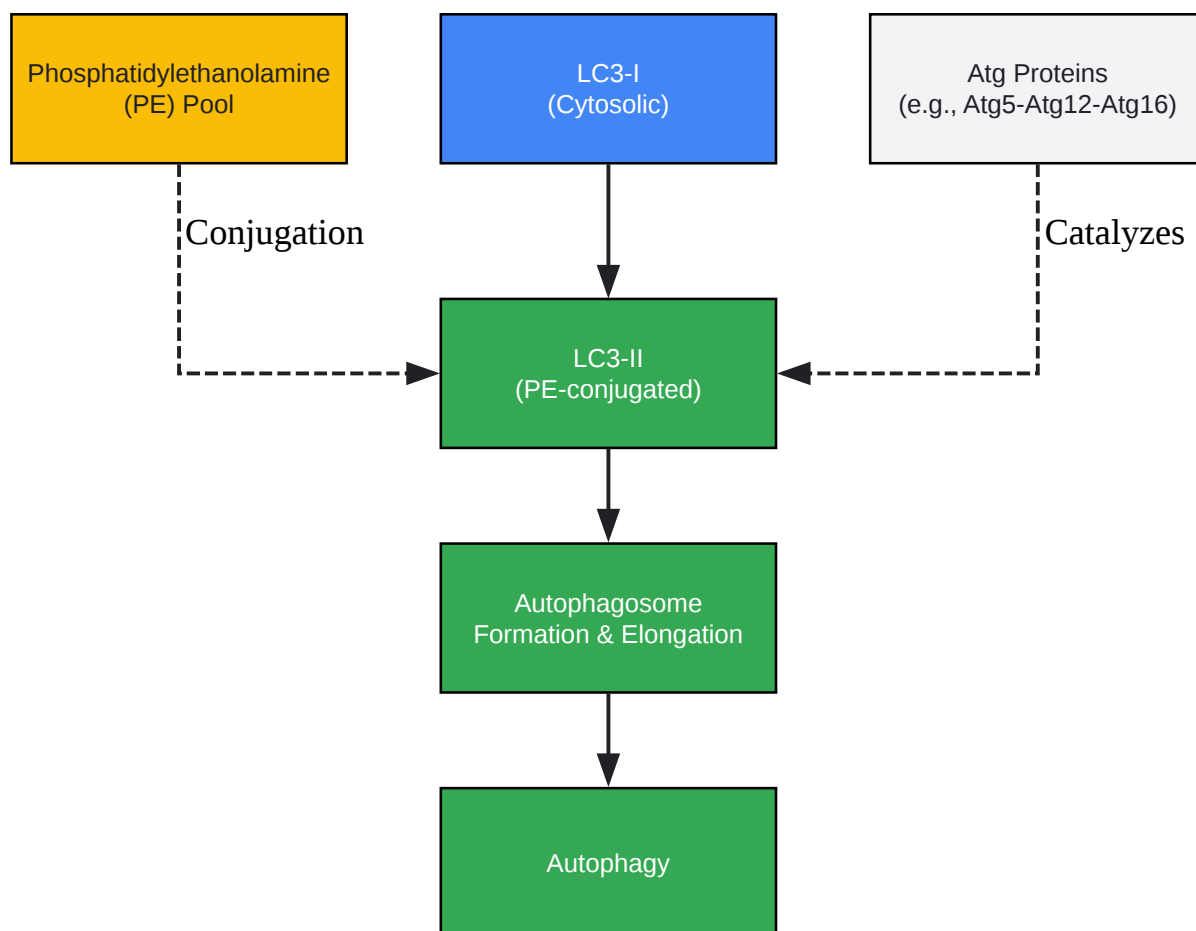 Phosphatidylethanolamine
(PE) Pool
LC3-I
(Cytosolic)
Atg Proteins
(e.g., Atg5-Atg12-Atg16)
Conjugation
Catalyzes
LC3-II
(PE-conjugated)
Autophagosome
Formation & Elongation
Autophagy